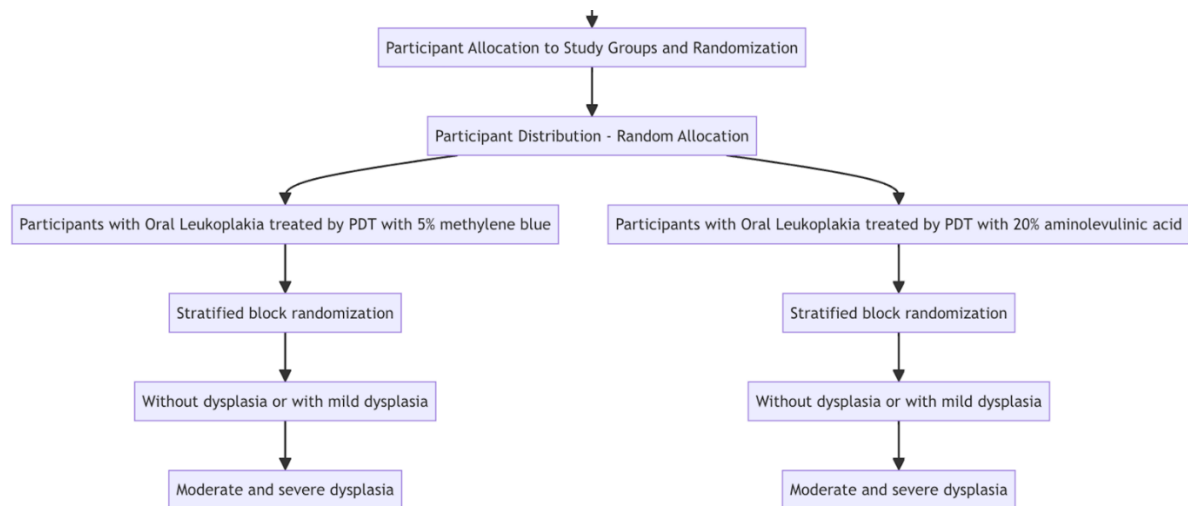 Participant Allocation to Study Groups and Randomization
Participant Distribution - Random Allocation
Participants with Oral Leukoplakia treated by PDT with 5% methylene blue
Participants with Oral Leukoplakia treated by PDT with 20% aminolevulinic acid
Stratified block randomization
Stratified block randomization
Without dysplasia or with mild dysplasia
Without dysplasia or with mild dysplasia
Moderate and severe dysplasia
Moderate and severe dysplasia